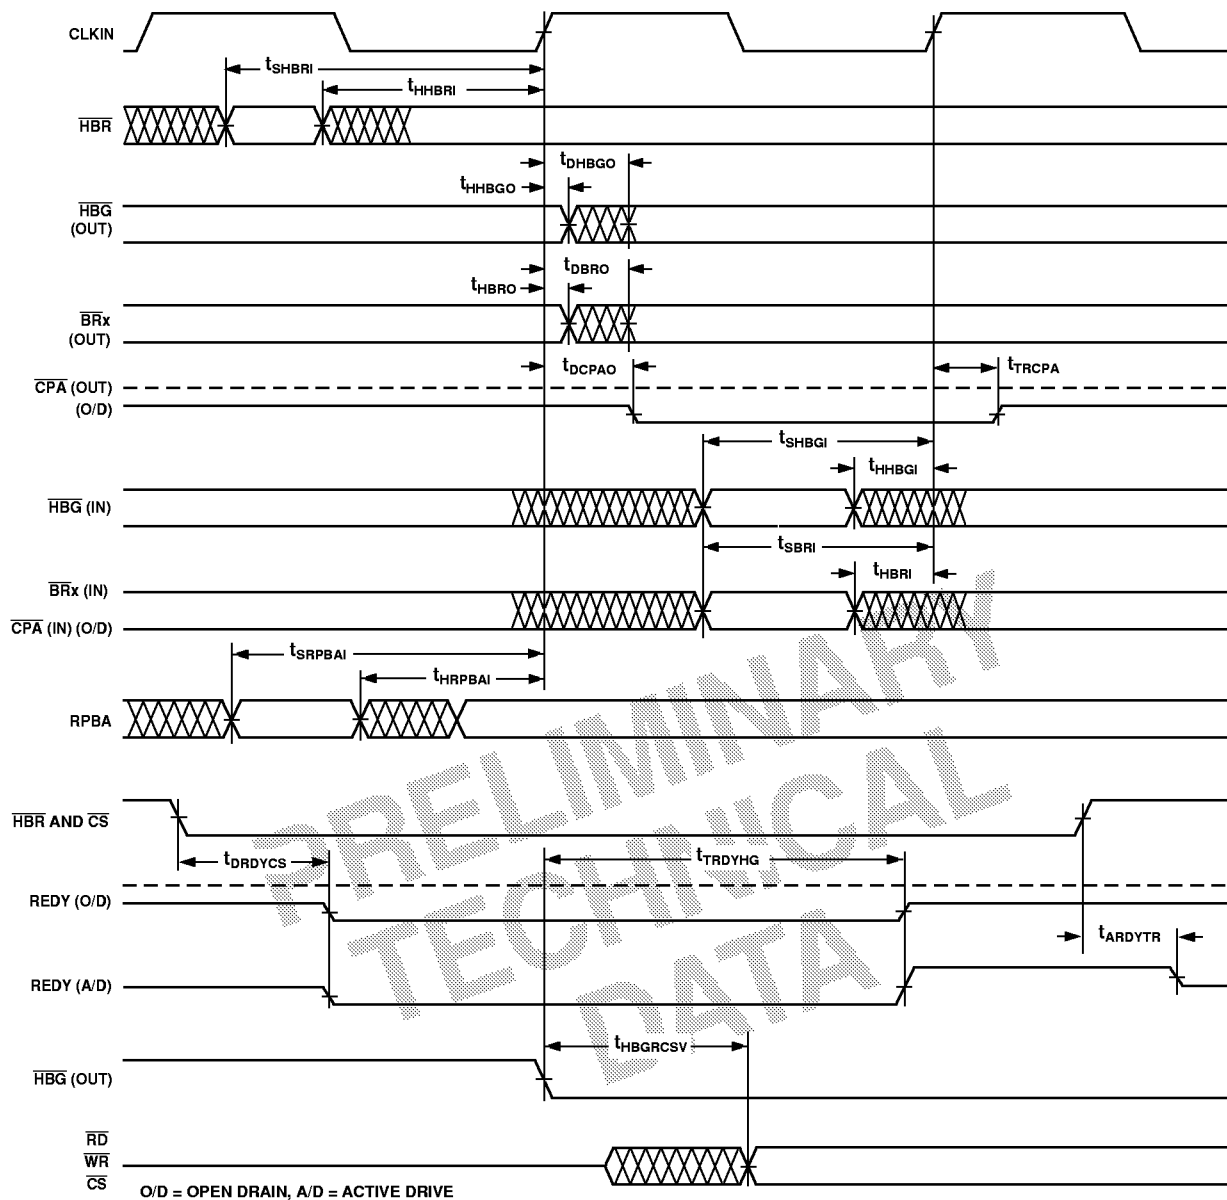 CLKIN
tSHBRI
tHHBRI
HBR
tDHBGO
tHHBGO
HBG
(OUT)
tDBRO
tHBRO
BRx
(OUT)
tDCPAO
tTRCPA
CPA (OUT)
(O/D)
tSHBGI
tHHBGI
HBG (IN)
tSBRI
tHBRI
BRx (IN)
CPA (IN) (O/D)
tSRPBAI
tHRPBAI
RPBA
PRELIMINARY
TECHNICAL
DATA
HBR AND CS
tDRDYCS
tTRDYHG
REDY (O/D)
tARDYTR
REDY (A/D)
tHBGRCSV
HBG (OUT)
RD
WR
CS
O/D = OPEN DRAIN, A/D = ACTIVE DRIVE